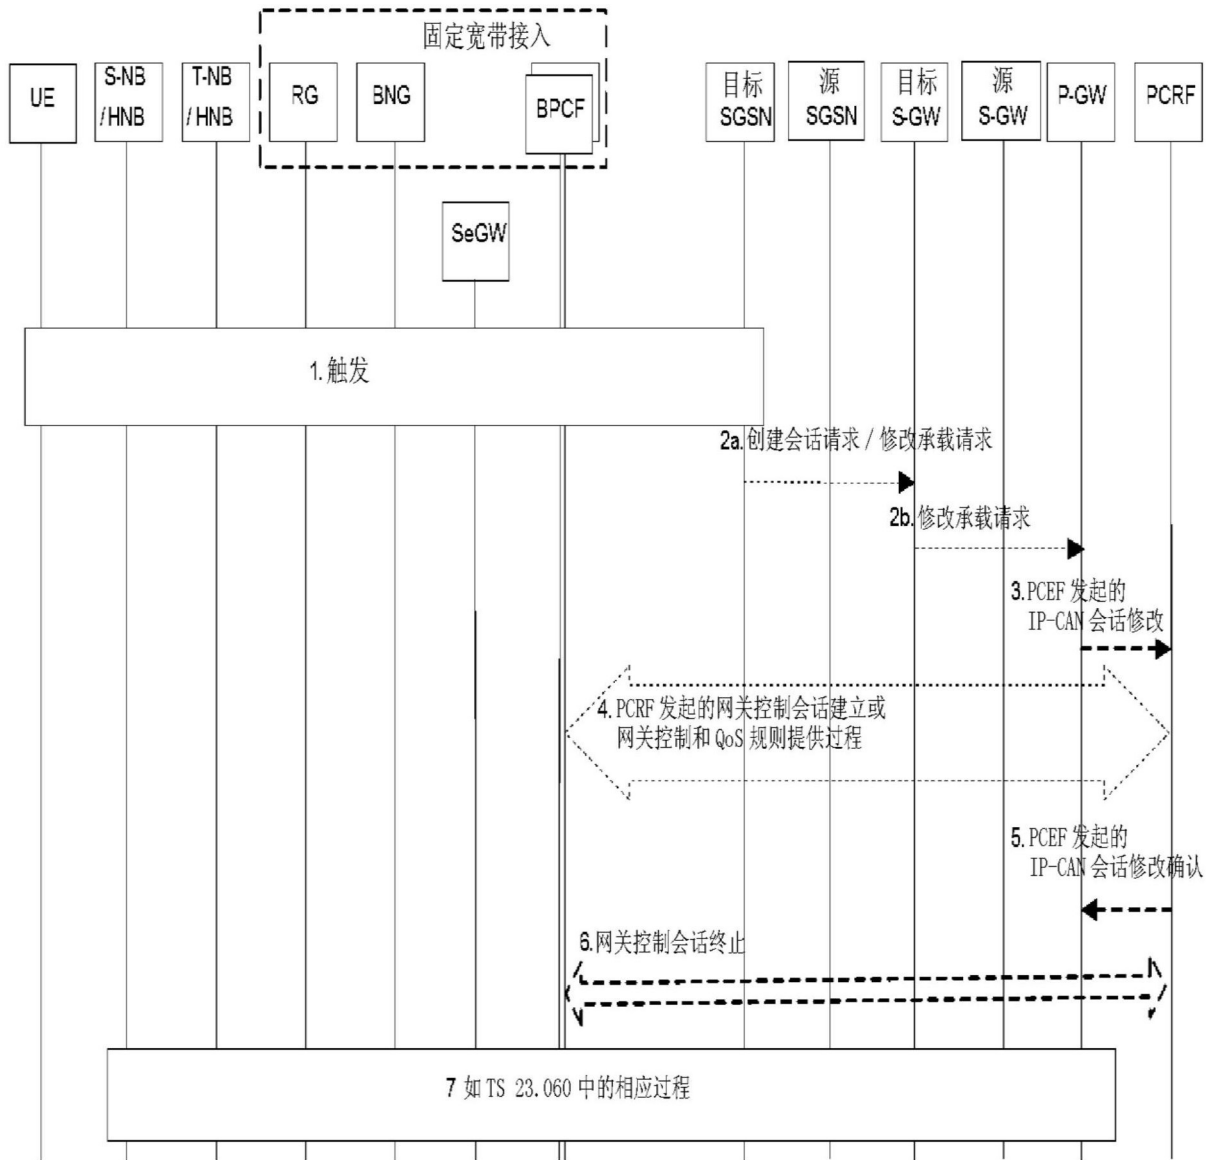 固定宽带接入
UE
S-NB
/HNB
T-NB
/HNB
RG
BNG
BPCF
目标
SGSN
源
SGSN
目标
S-GW
源
S-GW
P-GW
PCRF
SeGW
1.触发
2a.创建会话请求/修改承载请求
2b.修改承载请求
3.PCEF 发起的
IP-CAN 会话修改
4.PCRF 发起的网关控制会话建立或
网关控制和 QoS 规则提供过程
5.PCEF 发起的
IP-CAN 会话修改确认
6.网关控制会话终止
7 如 TS 23.060 中的相应过程